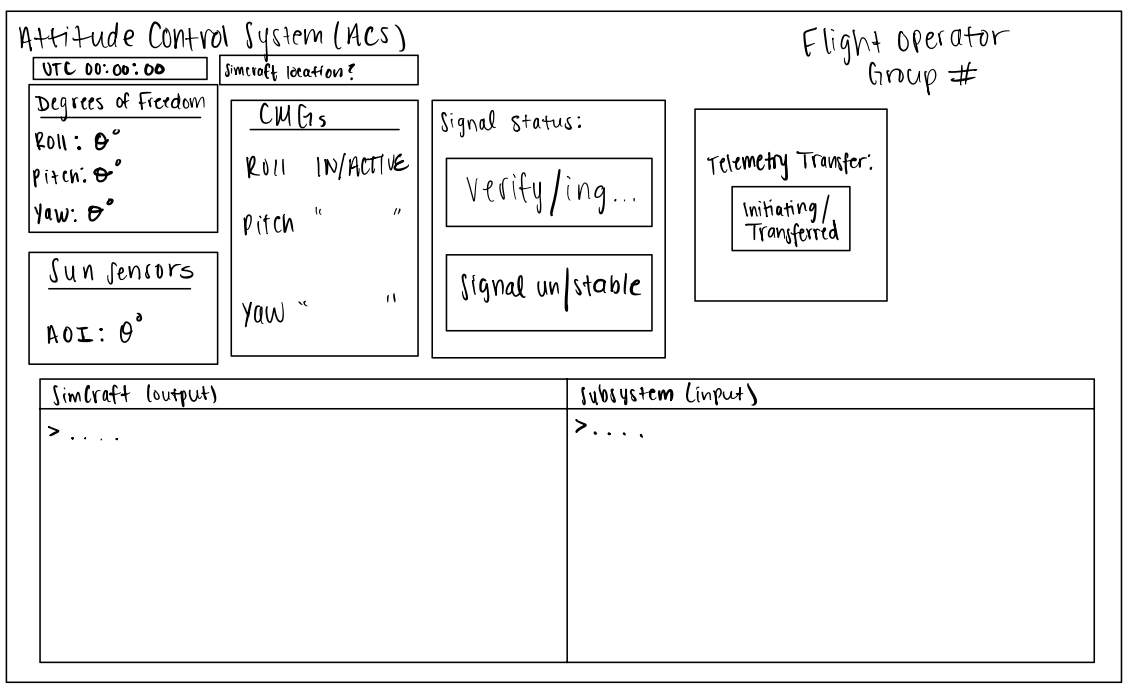 Attitude Control System (ACS)
Flight Operator
Group #
UTC 00:00:00
Simcraft location?
Degrees of Freedom
Roll: θ°
Pitch: θ°
Yaw: θ°
Sun Sensors
AOI: θ°
CMGs
Roll IN/ACTIVE
Pitch " "
Yaw " "
Signal Status:
Verify/ing...
Signal un/stable
Telemetry Transfer:
Initiating/
Transferred
SimCraft (output)
>....
Subsystem (input)
>....